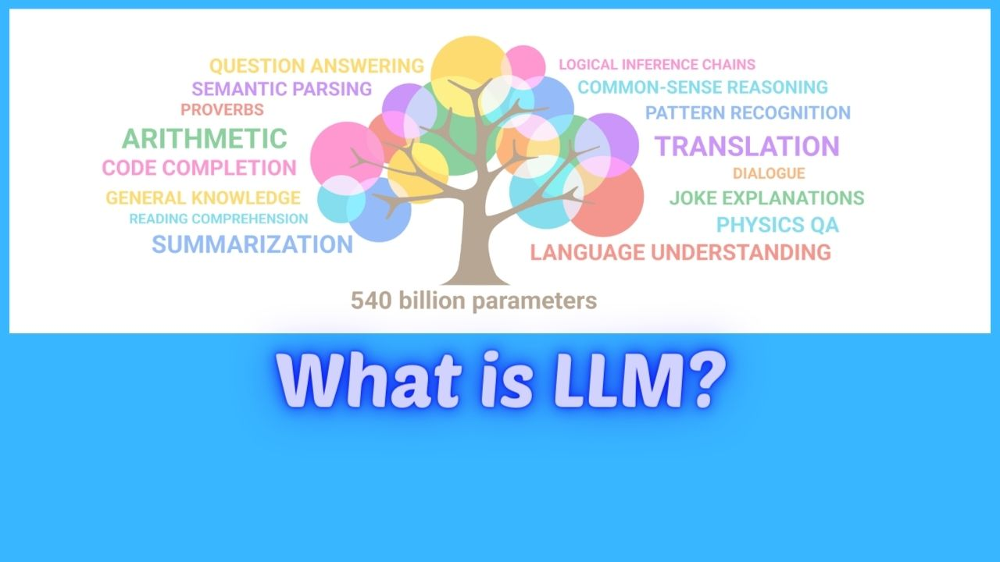 QUESTION ANSWERING
SEMANTIC PARSING
PROVERBS
ARITHMETIC
CODE COMPLETION
GENERAL KNOWLEDGE
READING COMPREHENSION
SUMMARIZATION
LOGICAL INFERENCE CHAINS
COMMON-SENSE REASONING
PATTERN RECOGNITION
TRANSLATION
DIALOGUE
JOKE EXPLANATIONS
PHYSICS QA
LANGUAGE UNDERSTANDING
540 billion parameters
What is LLM?